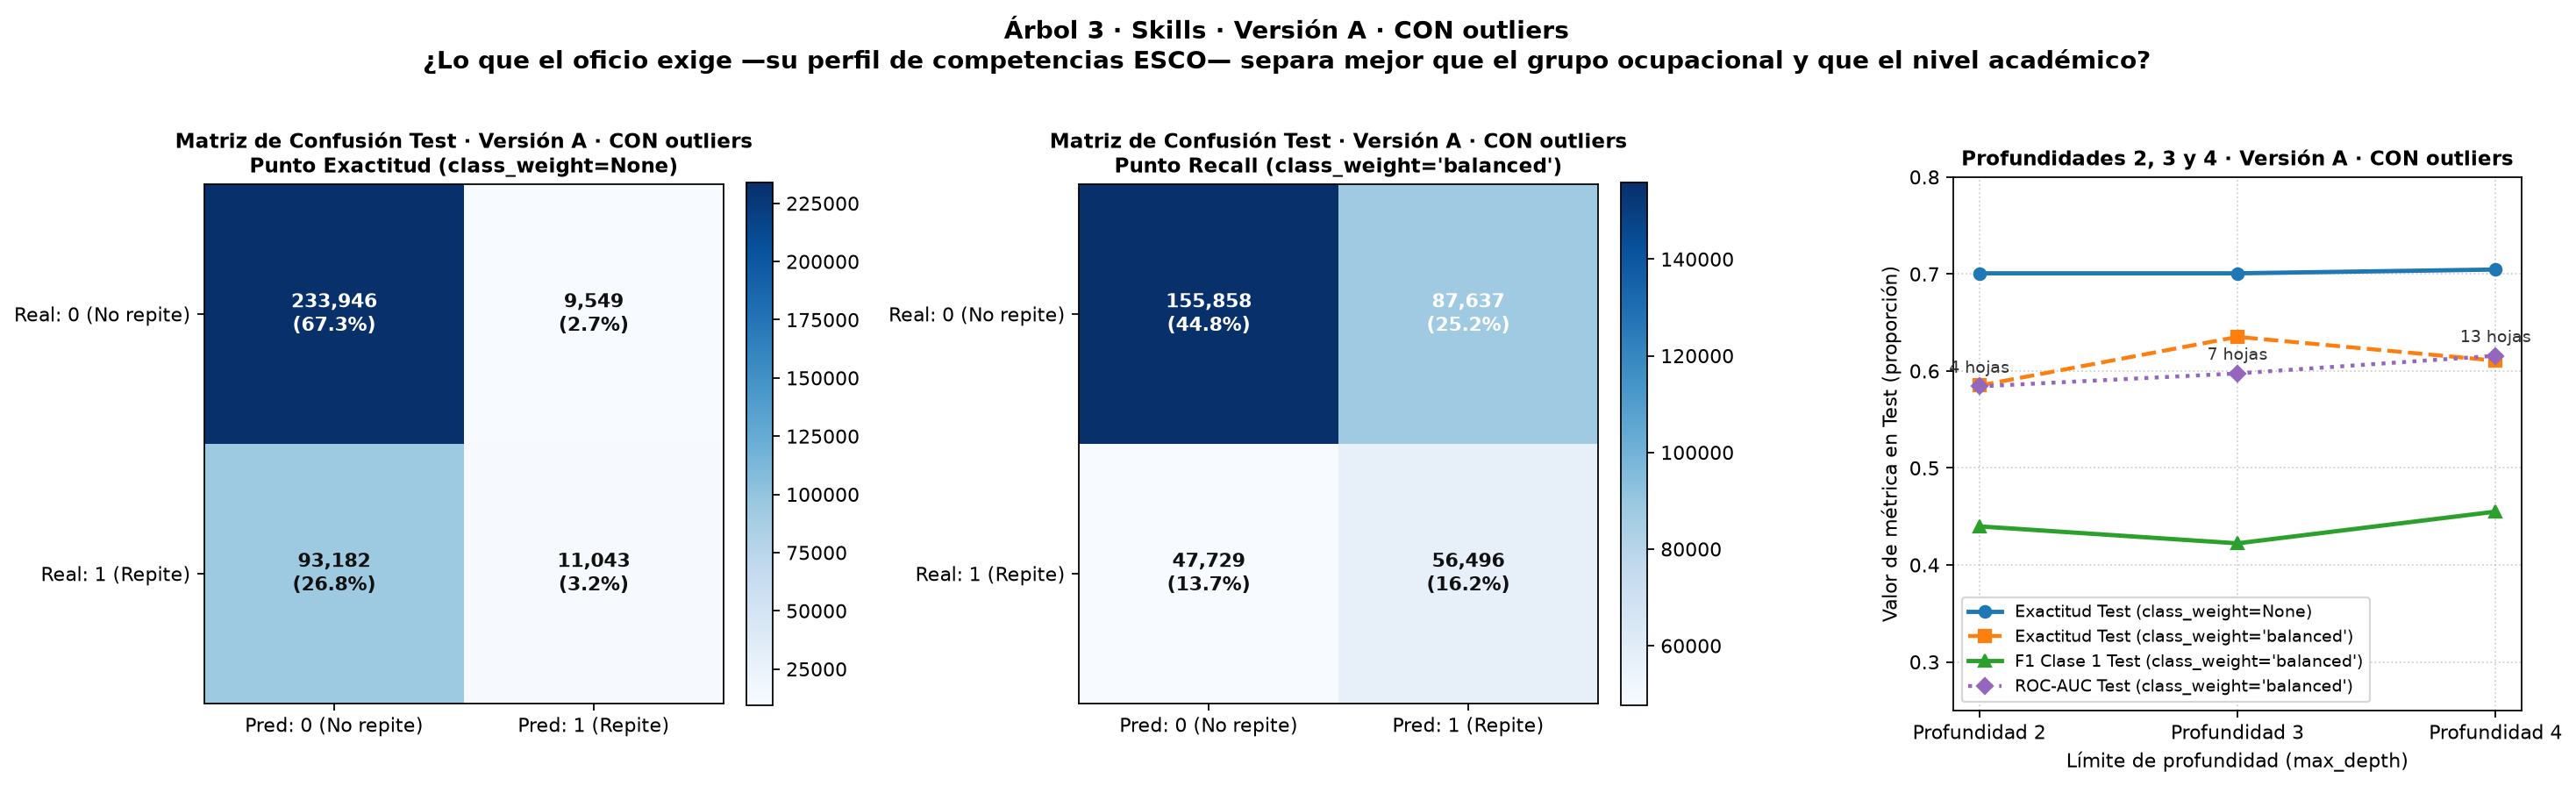 Árbol 3 · Skills · Versión A · CON outliers
¿Lo que el oficio exige —su perfil de competencias ESCO— separa mejor que el grupo ocupacional y que el nivel académico?
Matriz de Confusión Test · Versión A · CON outliers
Punto Exactitud (class_weight=None)
225000
200000
175000
150000
125000
100000
75000
50000
25000
Real: 0 (No repite)
233,946
(67.3%)
9,549
(2.7%)
Real: 1 (Repite)
93,182
(26.8%)
11,043
(3.2%)
Pred: 0 (No repite)
Pred: 1 (Repite)
Matriz de Confusión Test · Versión A · CON outliers
Punto Recall (class_weight='balanced')
140000
120000
100000
80000
60000
Real: 0 (No repite)
155,858
(44.8%)
87,637
(25.2%)
Real: 1 (Repite)
47,729
(13.7%)
56,496
(16.2%)
Pred: 0 (No repite)
Pred: 1 (Repite)
Profundidades 2, 3 y 4 · Versión A · CON outliers
Valor de métrica en Test (proporción)
0.8
0.7
0.6
0.5
0.4
0.3
4 hojas
7 hojas
13 hojas
Exactitud Test (class_weight=None)
Exactitud Test (class_weight='balanced')
F1 Clase 1 Test (class_weight='balanced')
ROC-AUC Test (class_weight='balanced')
Profundidad 2
Profundidad 3
Profundidad 4
Límite de profundidad (max_depth)